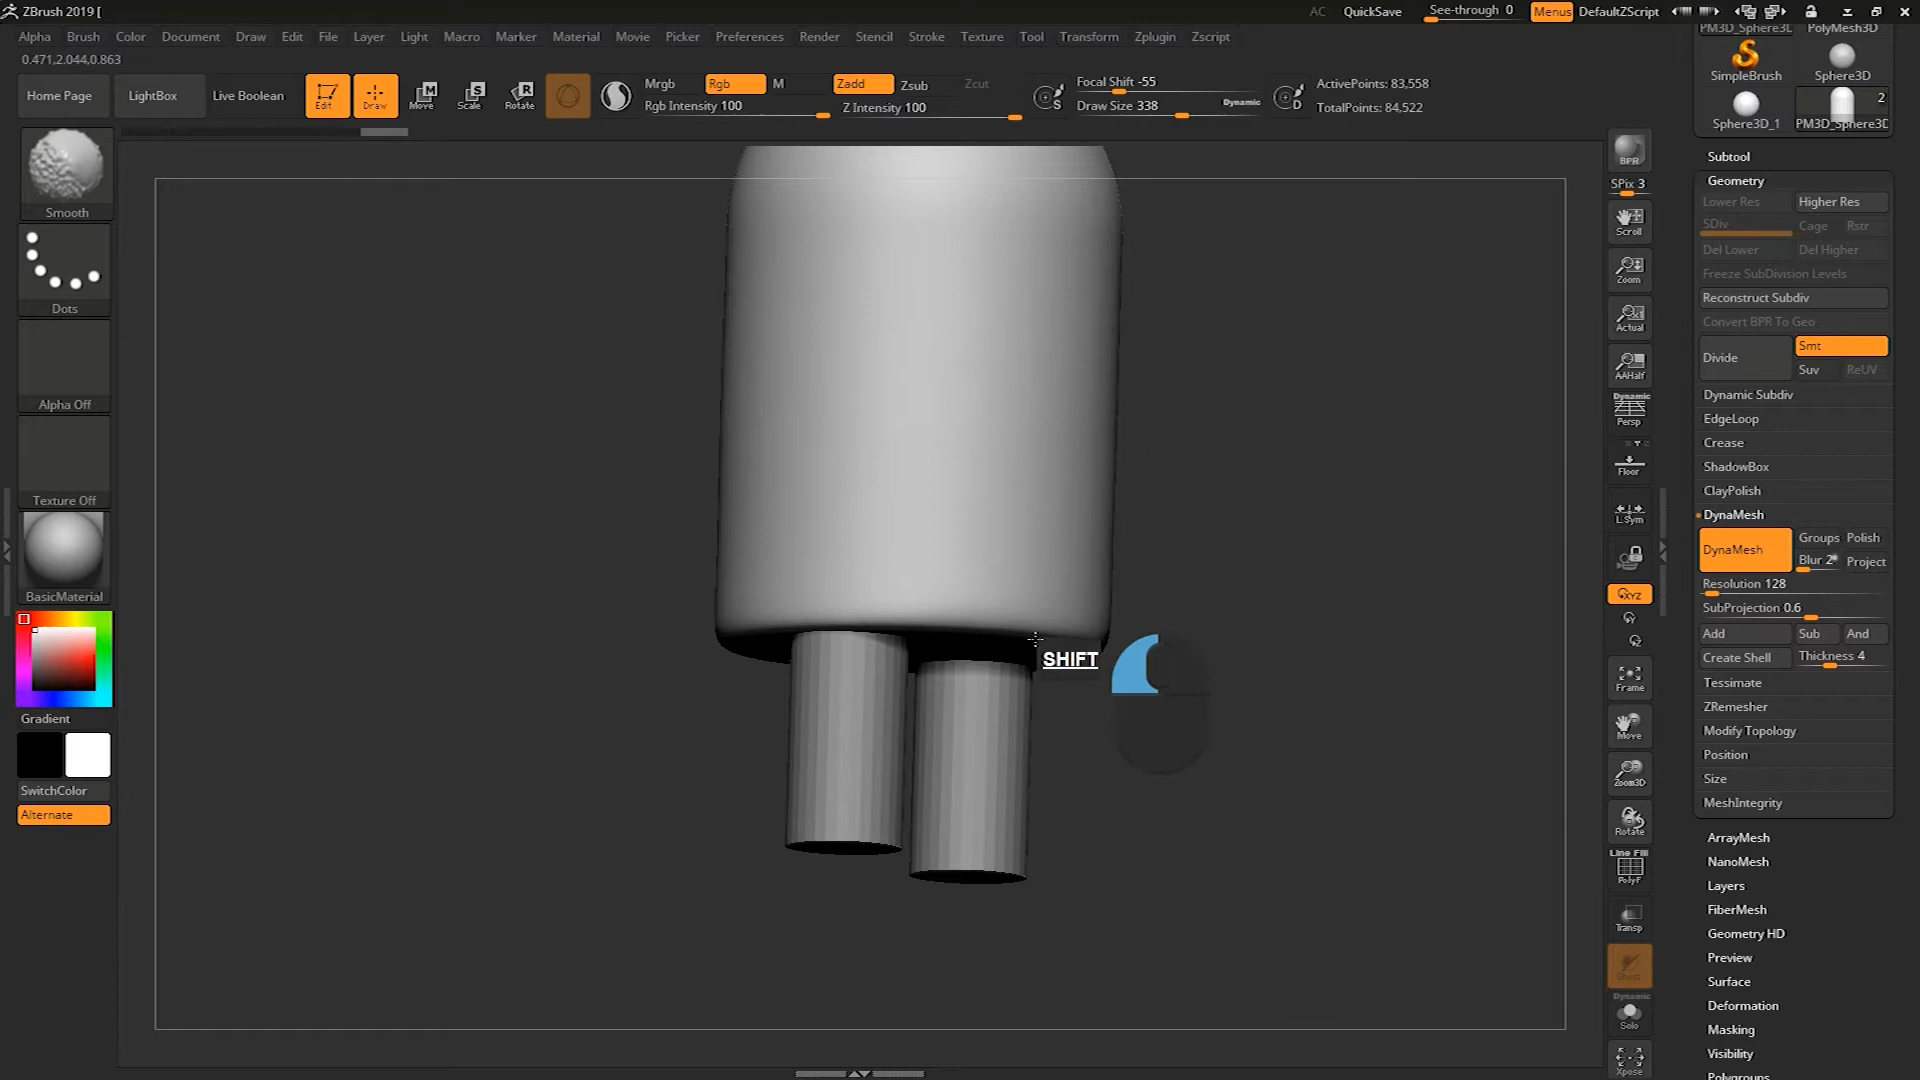 ZBrush 2019 [
AC QuickSave See-through 0 Menus DefaultZScript
Alpha Brush Color Document Draw Edit File Layer Light Macro Marker Material Movie Picker Preferences Render Stencil Stroke Texture Tool Transform Zplugin Zscript
0.471,2.044,0.863
Home Page LightBox Live Boolean Edit Draw Move Scale Rotate
Mrgb Rgb M Zadd Zsub Zcut
Rgb Intensity 100 Z Intensity 100
Focal Shift -55
Draw Size 338 Dynamic
ActivePoints: 83,558
TotalPoints: 84,522
Smooth
Dots
Alpha Off
Texture Off
BasicMaterial
Gradient
SwitchColor
Alternate
SHIFT
BPR
SPix 3
Scroll
Zoom
Actual
AAHalf
Dynamic
Persp
Floor
L.Sym
XYZ
Frame
Move
Zoom3D
Rotate
Line Fill
PolyF
Transp
Ghost
Dynamic
Solo
Xpose
PM3D_Sphere3D PolyMesh3D
SimpleBrush Sphere3D
2
Sphere3D_1 PM3D_Sphere3D
Subtool
Geometry
Lower Res Higher Res
SDiv Cage Rstr
Del Lower Del Higher
Freeze SubDivision Levels
Reconstruct Subdiv
Convert BPR To Geo
Divide Smt
Suv ReUV
Dynamic Subdiv
EdgeLoop
Crease
ShadowBox
ClayPolish
DynaMesh
DynaMesh Groups Polish
Blur 2 Project
Resolution 128
SubProjection 0.6
Add Sub And
Create Shell Thickness 4
Tessimate
ZRemesher
Modify Topology
Position
Size
MeshIntegrity
ArrayMesh
NanoMesh
Layers
FiberMesh
Geometry HD
Preview
Surface
Deformation
Masking
Visibility
Polygroups